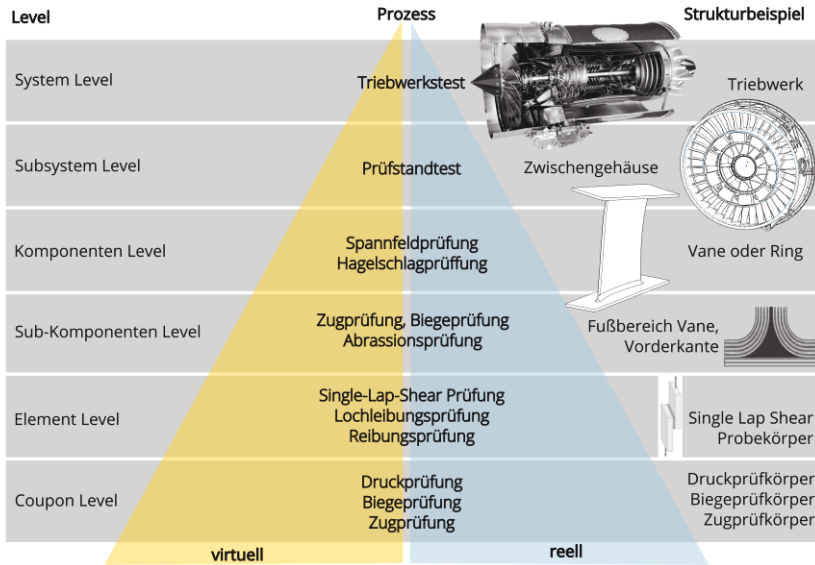 Level Prozess Strukturbeispiel
System Level Triebwerkstest Triebwerk
Subsystem Level Prüfstandtest Zwischengehäuse
Komponenten Level Spannfeldprüfung Vane oder Ring
Hagelschlagprüffung
Sub-Komponenten Level Zugprüfung, Biegeprüfung Fußbereich Vane,
Abrassionsprüfung Vorderkante
Element Level Single-Lap-Shear Prüfung Single Lap Shear
Lochleibungsprüfung Probekörper
Reibungsprüfung
Coupon Level Druckprüfung Druckprüfkörper
Biegeprüfung Biegeprüfkörper
Zugprüfung Zugprüfkörper
virtuell reell